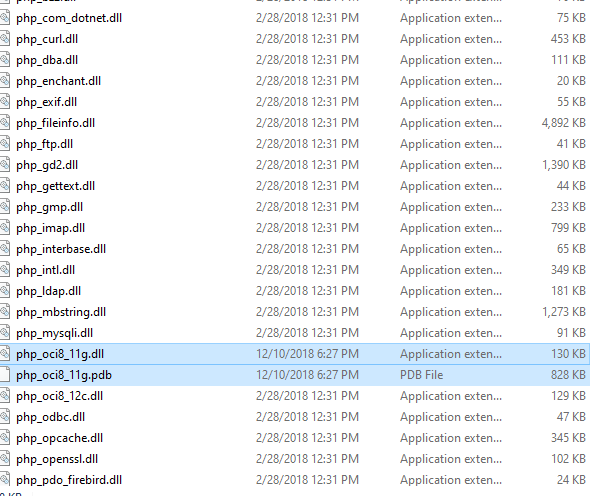 php_com_dotnet.dll 2/28/2018 12:31 PM Application exten... 75 KB
php_curl.dll 2/28/2018 12:31 PM Application exten... 453 KB
php_dba.dll 2/28/2018 12:31 PM Application exten... 111 KB
php_enchant.dll 2/28/2018 12:31 PM Application exten... 20 KB
php_exif.dll 2/28/2018 12:31 PM Application exten... 55 KB
php_fileinfo.dll 2/28/2018 12:31 PM Application exten... 4,892 KB
php_ftp.dll 2/28/2018 12:31 PM Application exten... 41 KB
php_gd2.dll 2/28/2018 12:31 PM Application exten... 1,390 KB
php_gettext.dll 2/28/2018 12:31 PM Application exten... 44 KB
php_gmp.dll 2/28/2018 12:31 PM Application exten... 233 KB
php_imap.dll 2/28/2018 12:31 PM Application exten... 799 KB
php_interbase.dll 2/28/2018 12:31 PM Application exten... 65 KB
php_intl.dll 2/28/2018 12:31 PM Application exten... 349 KB
php_ldap.dll 2/28/2018 12:31 PM Application exten... 181 KB
php_mbstring.dll 2/28/2018 12:31 PM Application exten... 1,273 KB
php_mysqli.dll 2/28/2018 12:31 PM Application exten... 91 KB
php_oci8_11g.dll 12/10/2018 6:27 PM Application exten... 130 KB
php_oci8_11g.pdb 12/10/2018 6:27 PM PDB File 828 KB
php_oci8_12c.dll 2/28/2018 12:31 PM Application exten... 129 KB
php_odbc.dll 2/28/2018 12:31 PM Application exten... 47 KB
php_opcache.dll 2/28/2018 12:31 PM Application exten... 345 KB
php_openssl.dll 2/28/2018 12:31 PM Application exten... 102 KB
php_pdo_firebird.dll 2/28/2018 12:31 PM Application exten... 24 KB